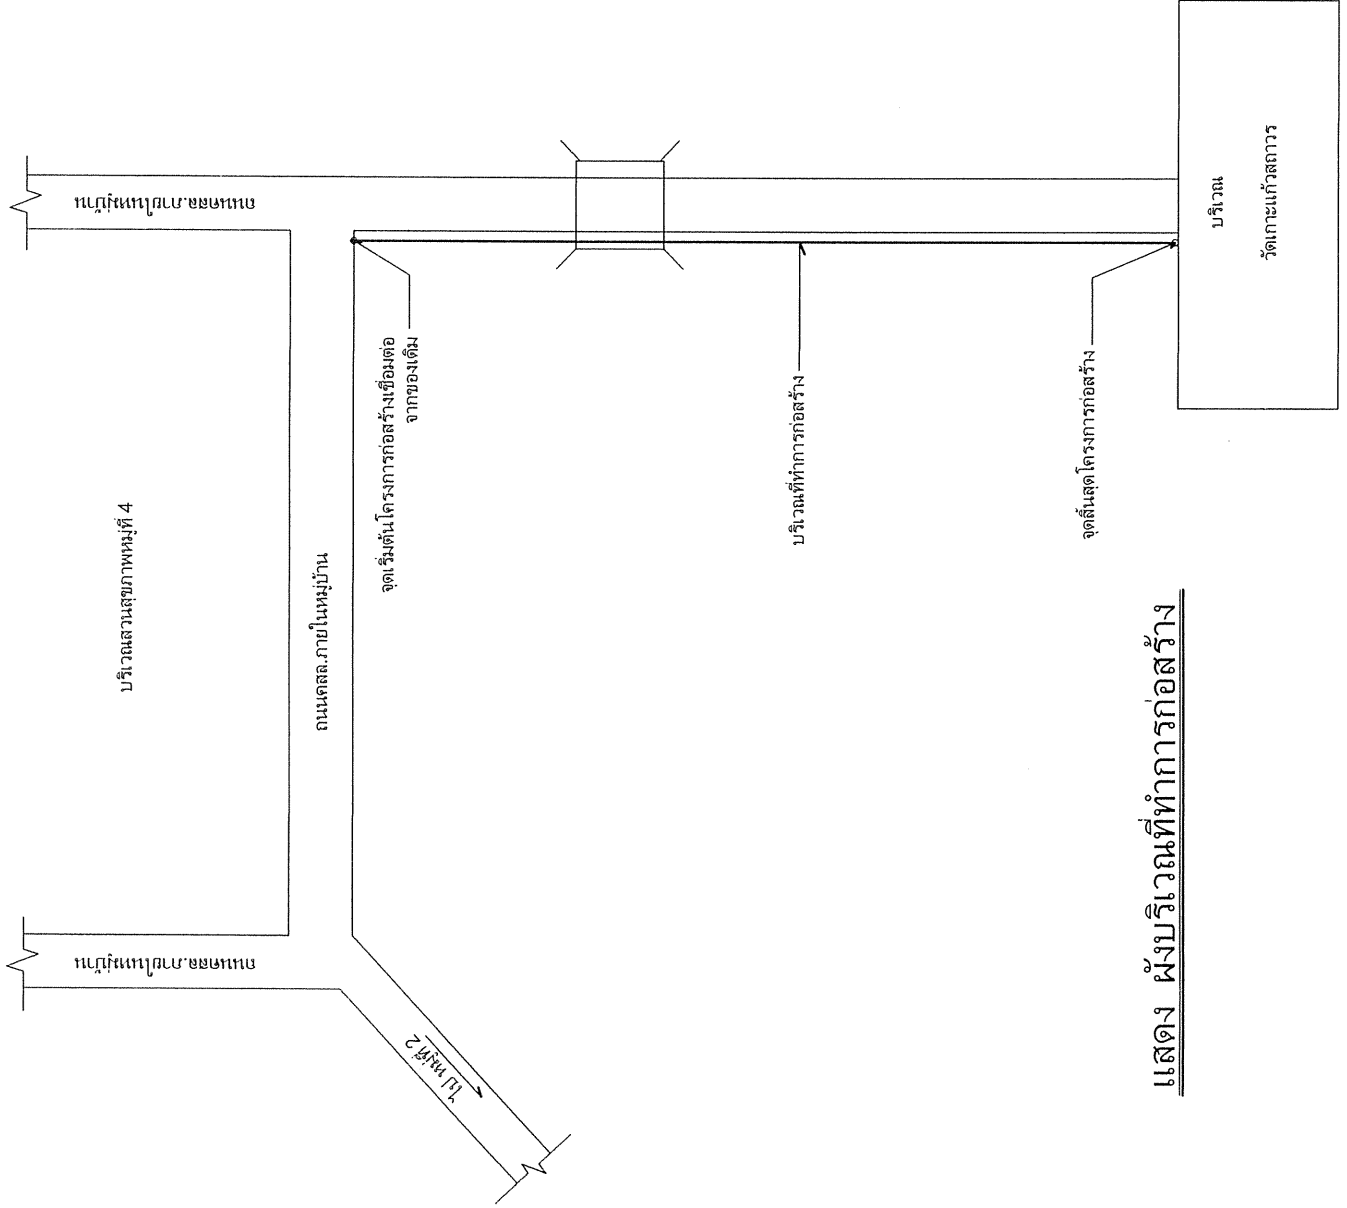 ถนนคสล.ภายในหมู่บ้าน
บริเวณ
วัดเกาะแก้วสถาวร
จุดเริ่มต้นโครงการก่อสร้างเชื่อมต่อ
จากของเดิม
บริเวณที่ทำการก่อสร้าง
จุดสิ้นสุดโครงการก่อสร้าง
บริเวณสวนสุขภาพหมู่ที่ 4
ถนนคสล.ภายในหมู่บ้าน
ถนนคสล.ภายในหมู่บ้าน
ไปหมู่ที่ 2
แสดง ผังบริเวณที่ทำการก่อสร้าง